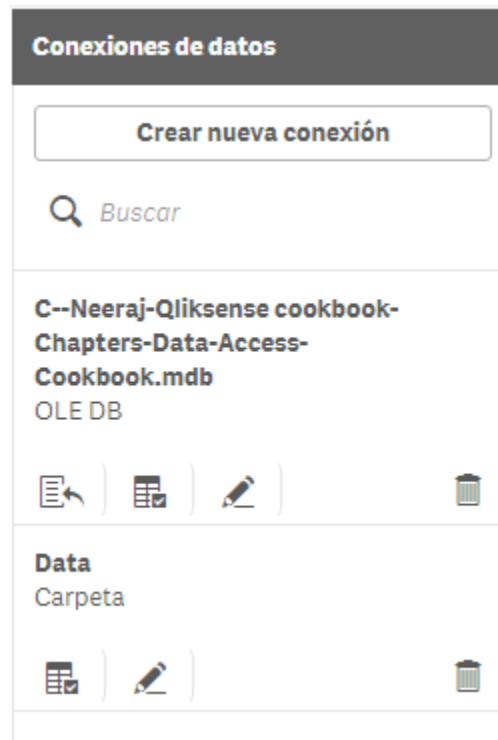 Conexiones de datos
Crear nueva conexión
Buscar
C--Neeraj-Qliksense cookbook-
Chapters-Data-Access-
Cookbook.mdb
OLE DB
Data
Carpeta